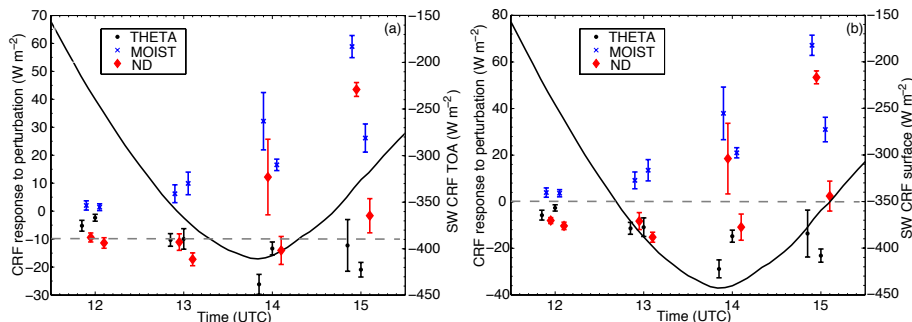 (a)
THETA
MOIST
ND
CRF response to perturbation (W m−2)
70
60
50
40
30
20
10
0
−10
−20
−30
12
13
14
15
Time (UTC)
−150
−200
−250
−300
−350
−400
−450
SW CRF TOA (W m−2)
(b)
THETA
MOIST
ND
CRF response to perturbation (W m−2)
80
60
40
20
0
−20
−40
12
13
14
15
Time (UTC)
−150
−200
−250
−300
−350
−400
−450
SW CRF surface (W m−2)